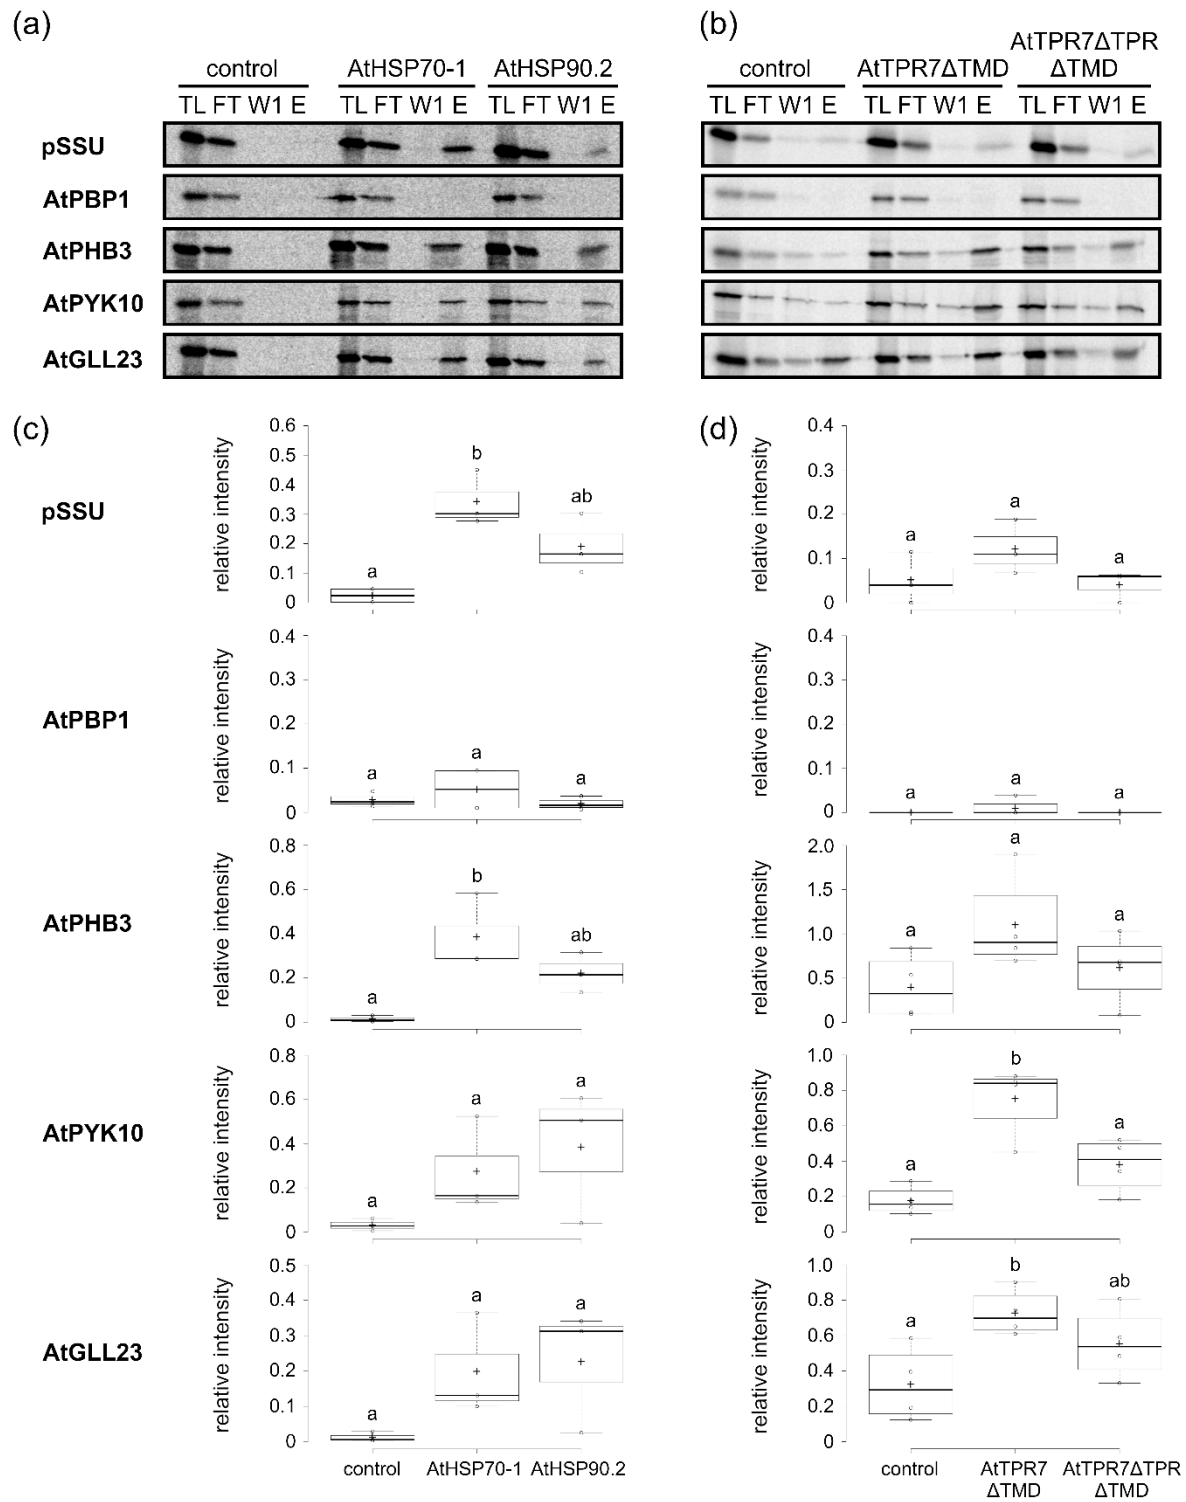 (a)
control AtHSP70-1 AtHSP90.2
TL FT W1 E TL FT W1 E TL FT W1 E
pSSU
AtPBP1
AtPHB3
AtPYK10
AtGLL23
(b)
control AtTPR7ΔTMD AtTPR7ΔTPR
ΔTMD
TL FT W1 E TL FT W1 E TL FT W1 E
(c)
pSSU
relative intensity
0.6
0.5
0.4
0.3
0.2
0.1
0
a b ab
AtPBP1
relative intensity
0.4
0.3
0.2
0.1
0
a a a
AtPHB3
relative intensity
0.8
0.6
0.4
0.2
0
a b ab
AtPYK10
relative intensity
0.8
0.6
0.4
0.2
0
a a a
AtGLL23
relative intensity
0.5
0.4
0.3
0.2
0.1
0
a a a
control AtHSP70-1 AtHSP90.2
(d)
relative intensity
0.4
0.3
0.2
0.1
0
a a a
relative intensity
0.4
0.3
0.2
0.1
0
a a a
relative intensity
2.0
1.5
1.0
0.5
0
a a a
relative intensity
1.0
0.8
0.6
0.4
0.2
0
a b a
relative intensity
1.0
0.8
0.6
0.4
0.2
0
a b ab
control AtTPR7 AtTPR7ΔTPR
ΔTMD ΔTMD